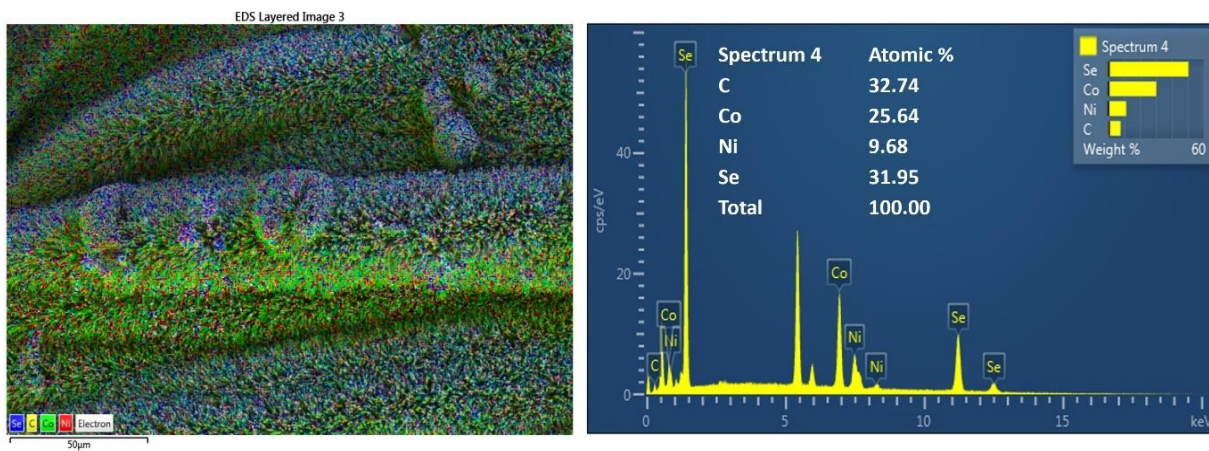 EDS Layered Image 3
Se C Co Ni Electron
50μm
Spectrum 4 Atomic %
C 32.74
Co 25.64
Ni 9.68
Se 31.95
Total 100.00
Spectrum 4
Se
Co
Ni
C
Weight % 60
Se
Co
Ni
C
Co
Ni
Ni
Se
Se
cps/eV
40
20
0
0 5 10 15 keV